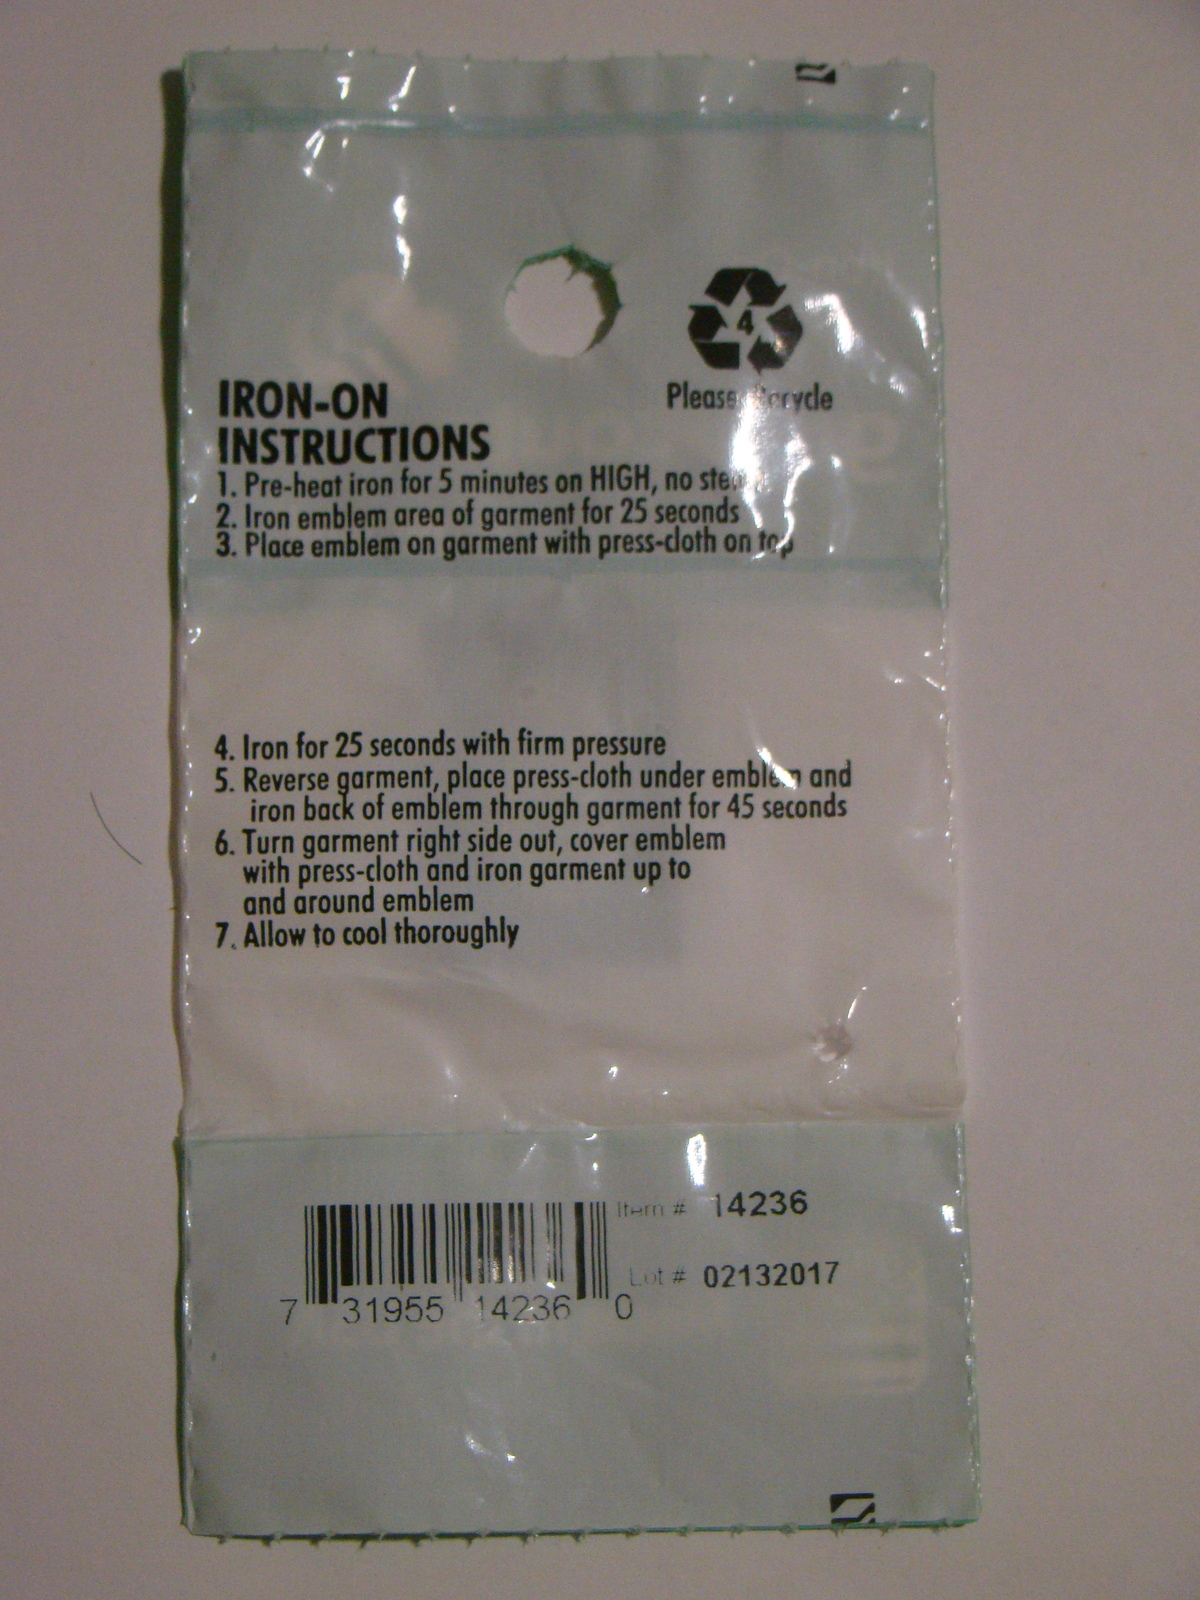 4
Please
IRON-ON
INSTRUCTIONS
1. Pre-heat iron for 5 minutes on HIGH, no
2. Iron emblem area of garment for 25 seconds
3. Place emblem on garment with press-cloth on top
4. Iron for 25 seconds with firm pressure
5. Reverse garment, place press-cloth under emblem and
iron back of emblem through garment for 45 seconds
6. Turn garment right side out, cover emblem
with press-cloth and iron garment up to
and around emblem
7. Allow to cool thoroughly
Item # 14236
Lot # 02132017
7 31955 14236 0